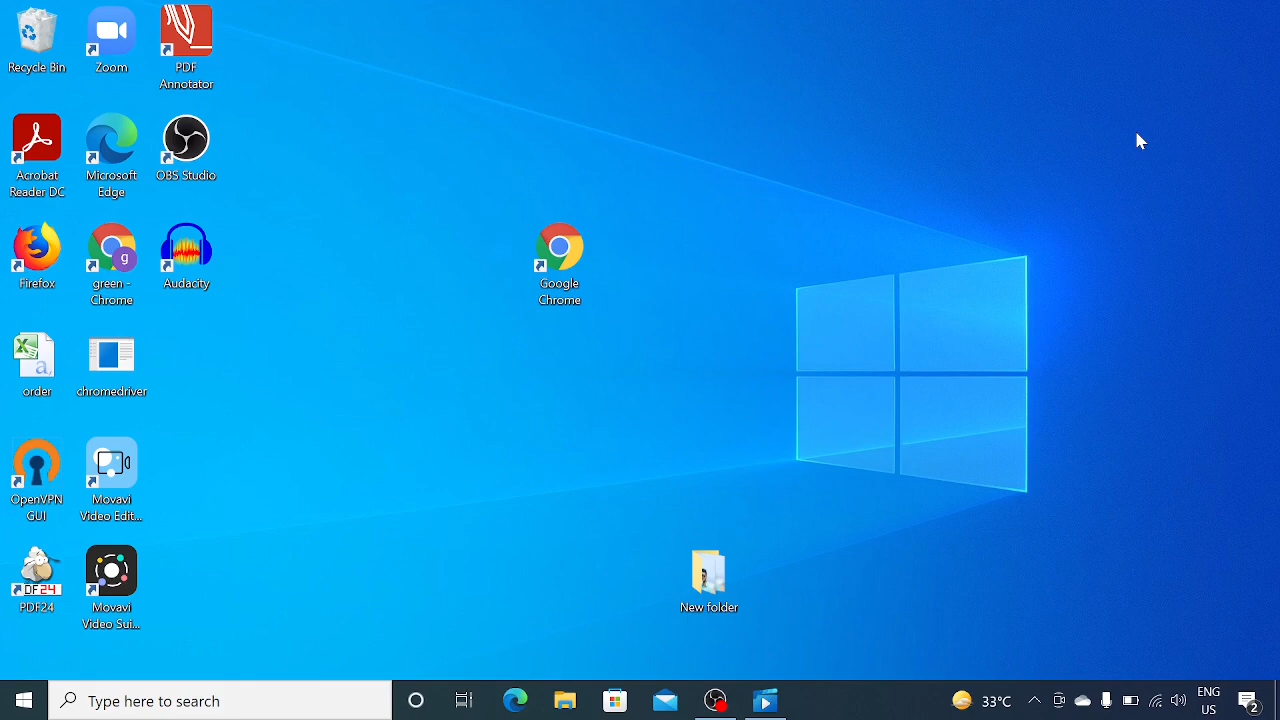 Recycle Bin
Zoom
PDF
Annotator
Acrobat
Reader DC
Microsoft
Edge
OBS Studio
Firefox
g
green -
Chrome
Audacity
Google
Chrome
a,
order
chromedriver
OpenVPN
GUI
Movavi
Video Edit...
DF24
PDF24
Movavi
Video Sui...
New folder
Type here to search
33°C
ENG
US
2